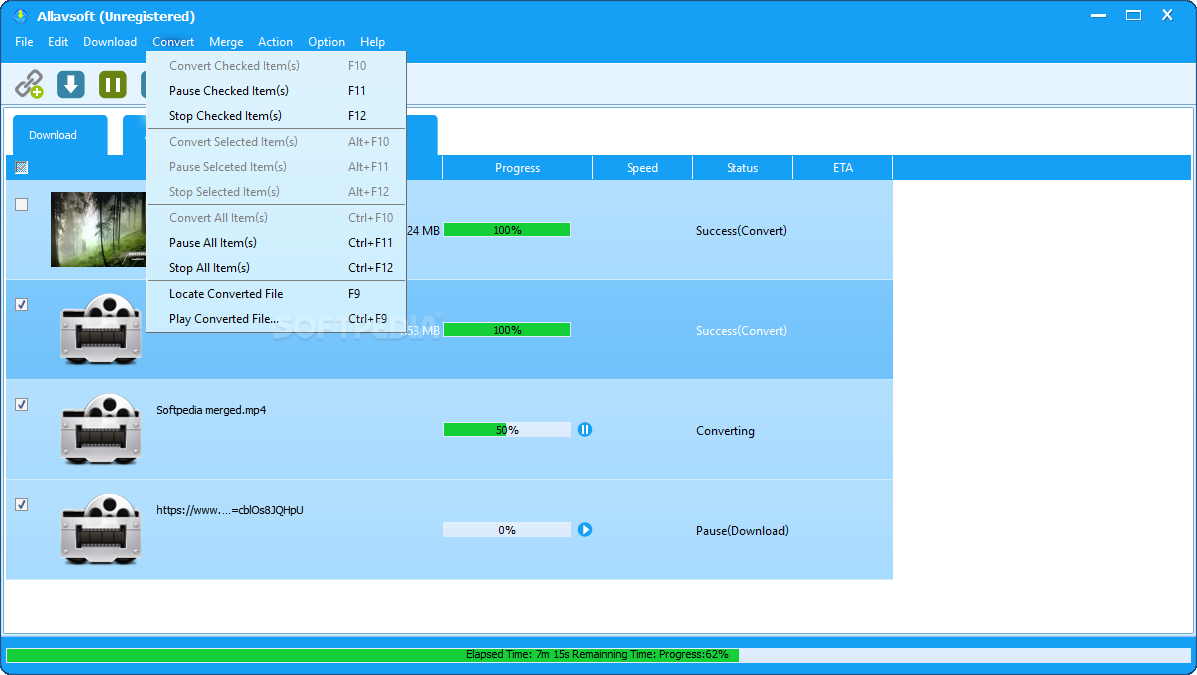 Allavsoft (Unregistered)
File Edit Download Convert Merge Action Option Help
Convert Checked Item(s) F10
Pause Checked Item(s) F11
Stop Checked Item(s) F12
Convert Selected Item(s) Alt+F10
Pause Selceted Item(s) Alt+F11
Stop Selected Item(s) Alt+F12
Convert All Item(s) Ctrl+F10
Pause All Item(s) Ctrl+F11
Stop All Item(s) Ctrl+F12
Locate Converted File F9
Play Converted File... Ctrl+F9
Download
Progress Speed Status ETA
24 MB 100% Success(Convert)
.53 MB 100% Success(Convert)
SOFTPEDIA
Softpedia merged.mp4
50% Converting
https://www....=cblOs8JQHpU
0% Pause(Download)
Elapsed Time: 7m 15s Remainning Time: Progress:62%